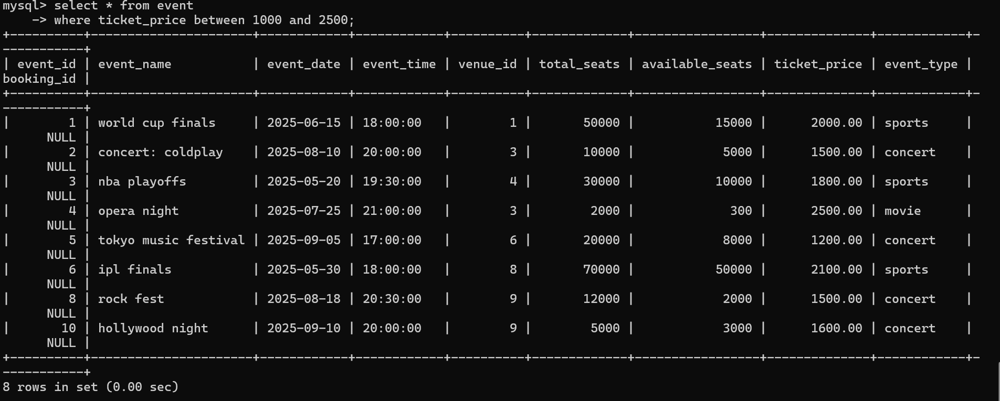 mysql> select * from event
    -> where ticket_price between 1000 and 2500;
+----------+----------------------+------------+------------+----------+-------------+-----------------+--------------+------------+-
-----------+
| event_id | event_name           | event_date | event_time | venue_id | total_seats | available_seats | ticket_price | event_type |
booking_id |
+----------+----------------------+------------+------------+----------+-------------+-----------------+--------------+------------+-
-----------+
|        1 | world cup finals     | 2025-06-15 | 18:00:00   |        1 |       50000 |           15000 |      2000.00 | sports     |
      NULL |
|        2 | concert: coldplay    | 2025-08-10 | 20:00:00   |        3 |       10000 |            5000 |      1500.00 | concert    |
      NULL |
|        3 | nba playoffs         | 2025-05-20 | 19:30:00   |        4 |       30000 |           10000 |      1800.00 | sports     |
      NULL |
|        4 | opera night          | 2025-07-25 | 21:00:00   |        3 |        2000 |             300 |      2500.00 | movie      |
      NULL |
|        5 | tokyo music festival | 2025-09-05 | 17:00:00   |        6 |       20000 |            8000 |      1200.00 | concert    |
      NULL |
|        6 | ipl finals           | 2025-05-30 | 18:00:00   |        8 |       70000 |           50000 |      2100.00 | sports     |
      NULL |
|        8 | rock fest            | 2025-08-18 | 20:30:00   |        9 |       12000 |            2000 |      1500.00 | concert    |
      NULL |
|       10 | hollywood night      | 2025-09-10 | 20:00:00   |        9 |        5000 |            3000 |      1600.00 | concert    |
      NULL |
+----------+----------------------+------------+------------+----------+-------------+-----------------+--------------+------------+-
-----------+
8 rows in set (0.00 sec)